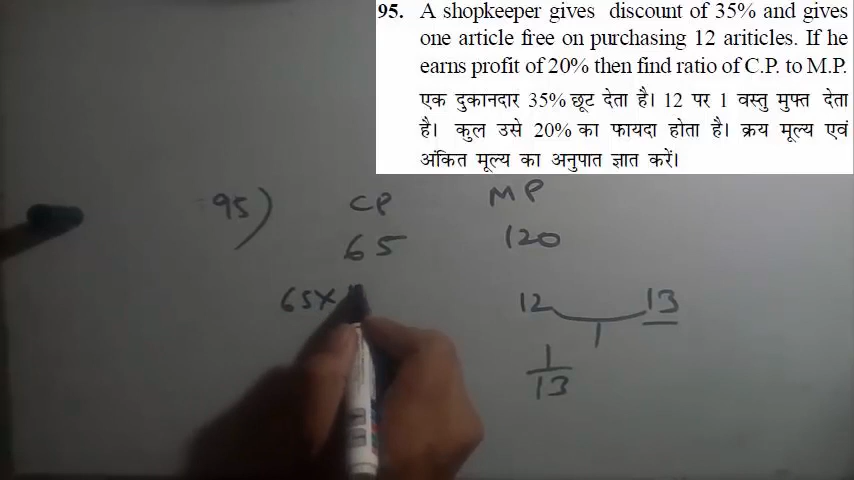 95. A shopkeeper gives discount of 35% and gives
one article free on purchasing 12 ariticles. If he
earns profit of 20% then find ratio of C.P. to M.P.
एक दुकानदार 35% छूट देता है। 12 पर 1 वस्तु मुफ्त देता
है। कुल उसे 20% का फायदा होता है। क्रय मूल्य एवं
अंकित मूल्य का अनुपात ज्ञात करें।
95) CP MP
65 120
65× 12 13
1
1
13